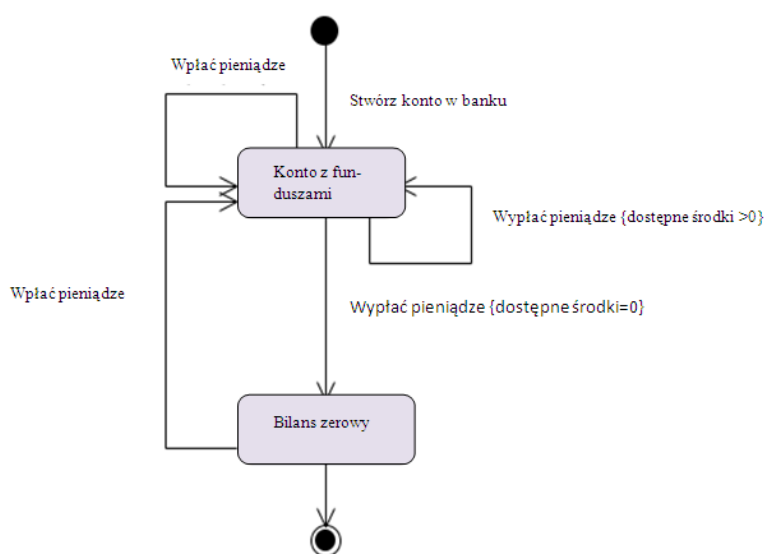 Wpłać pieniądze
Stwórz konto w banku
Konto z fun-
duszami
Wypłać pieniądze {dostępne środki >0}
Wpłać pieniądze
Wypłać pieniądze {dostępne środki=0}
Bilans zerowy